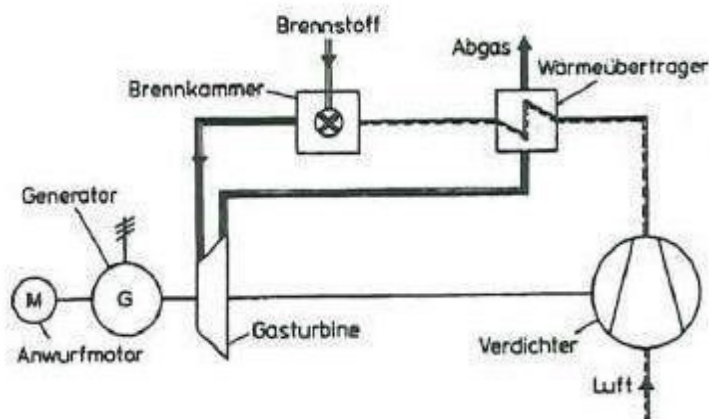 Brennstoff
Abgas
Wärmeübertrager
Brennkammer
Generator
M
G
Anwurfmotor
Gasturbine
Verdichter
Luft